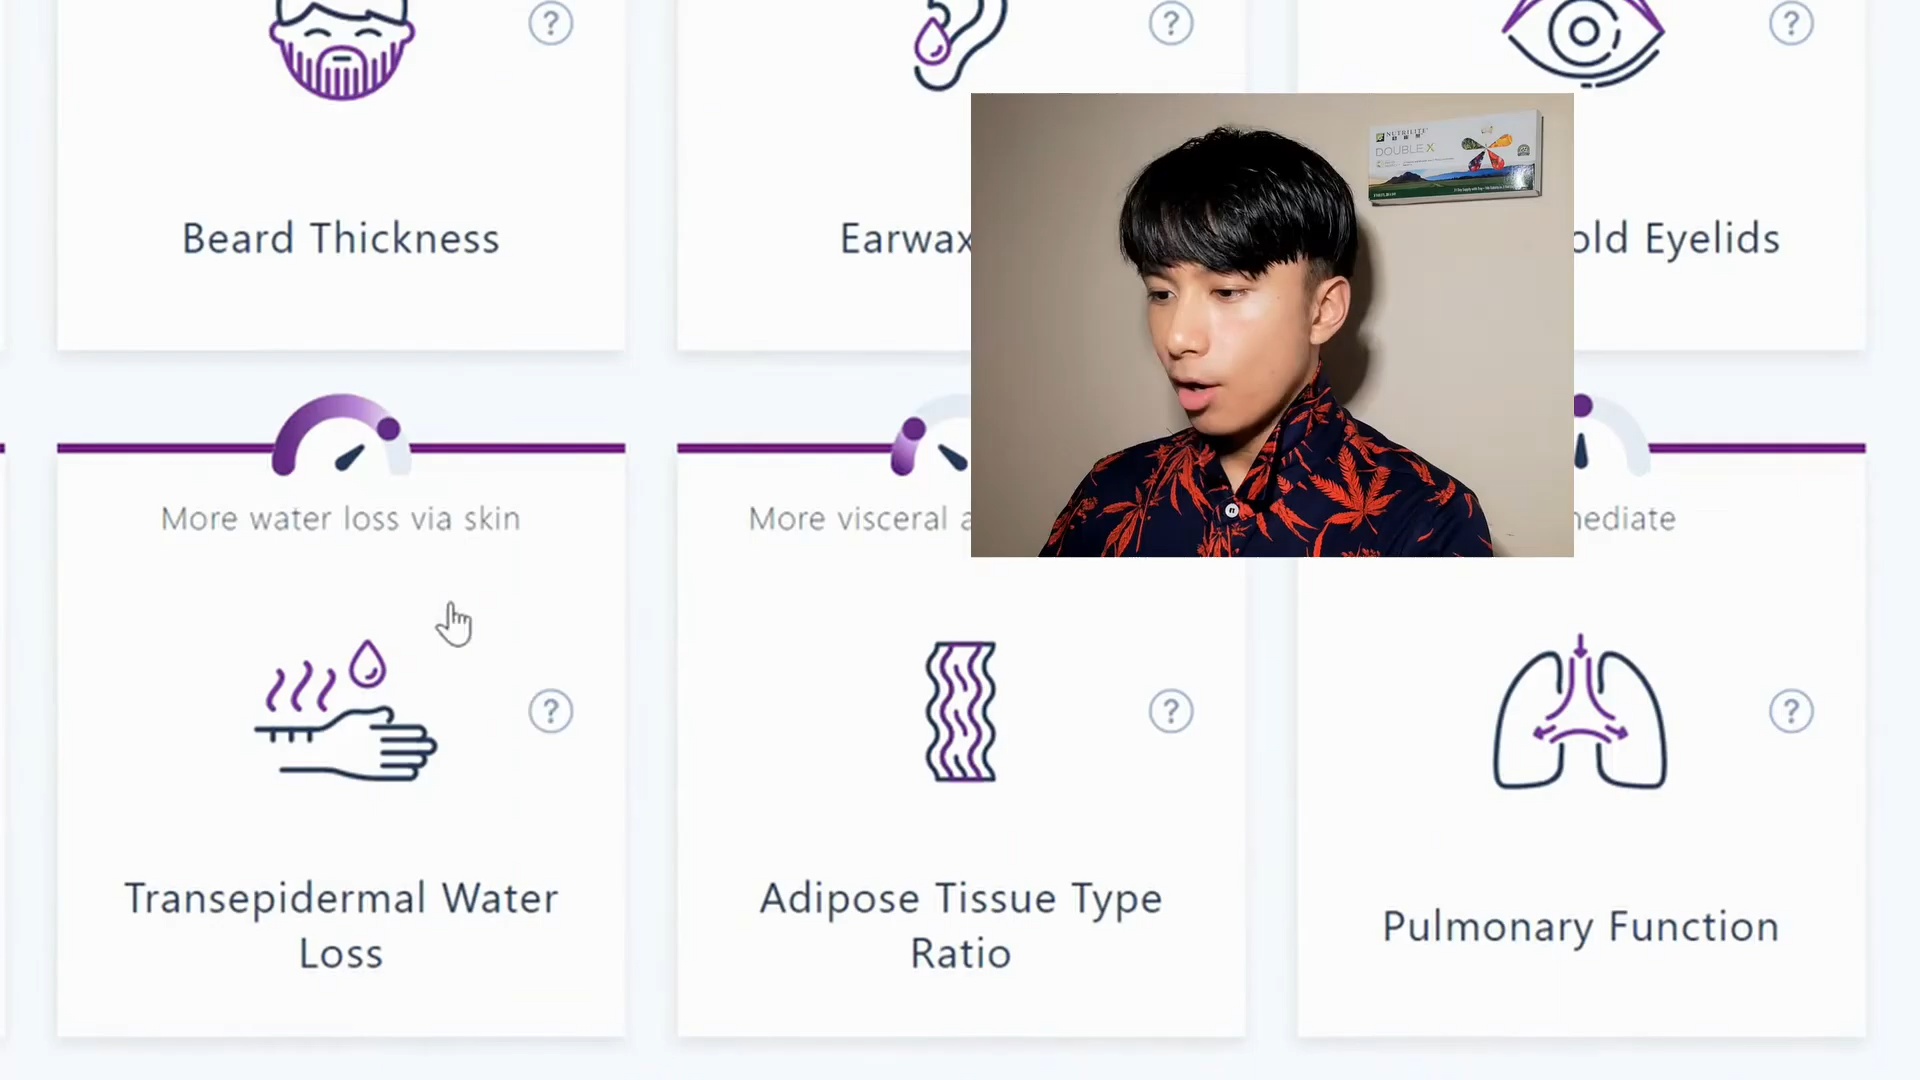 ?
?
?
Beard Thickness
Earwax
old Eyelids
NUTRILITE
DOUBLE X
More water loss via skin
More visceral a
nediate
?
?
?
Transepidermal Water
Loss
Adipose Tissue Type
Ratio
Pulmonary Function